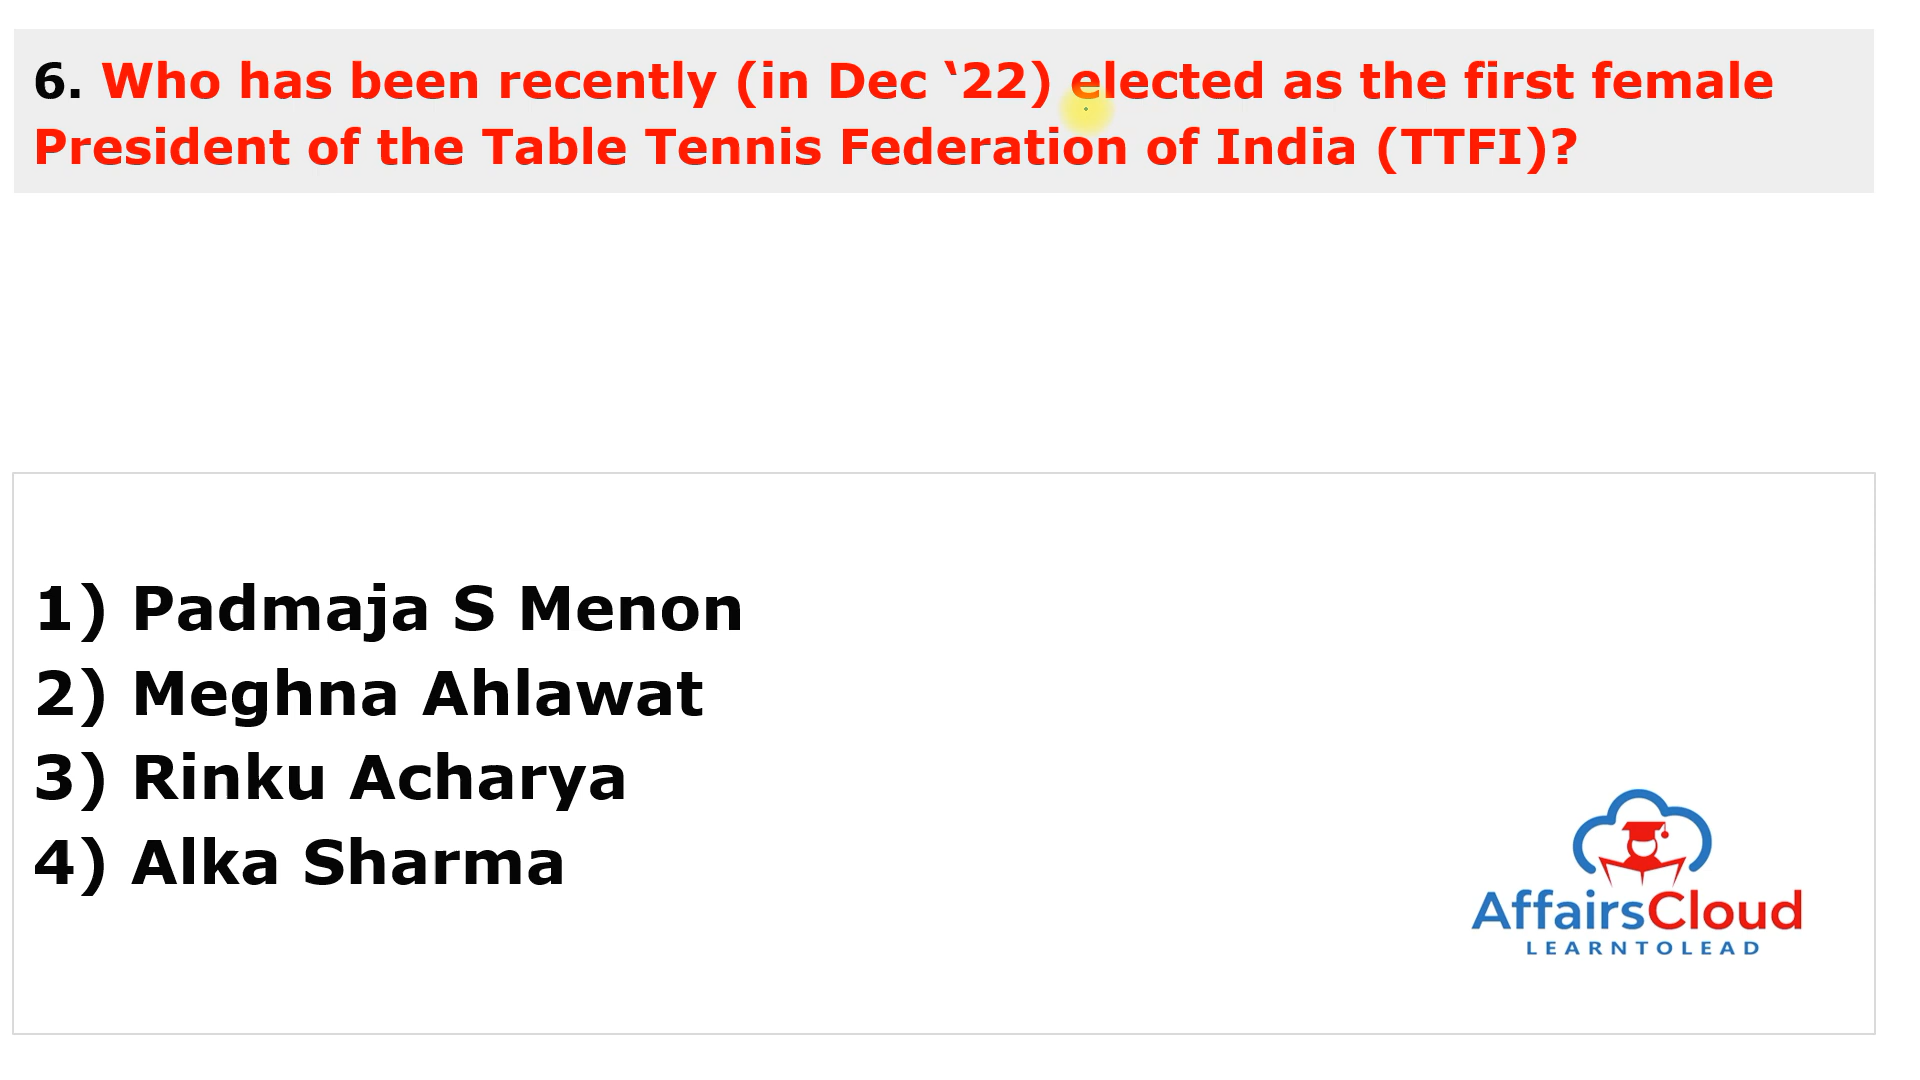 6. Who has been recently (in Dec ‘22) elected as the first female
President of the Table Tennis Federation of India (TTFI)?
1) Padmaja S Menon
2) Meghna Ahlawat
3) Rinku Acharya
4) Alka Sharma
AffairsCloud
LEARNTOLEAD